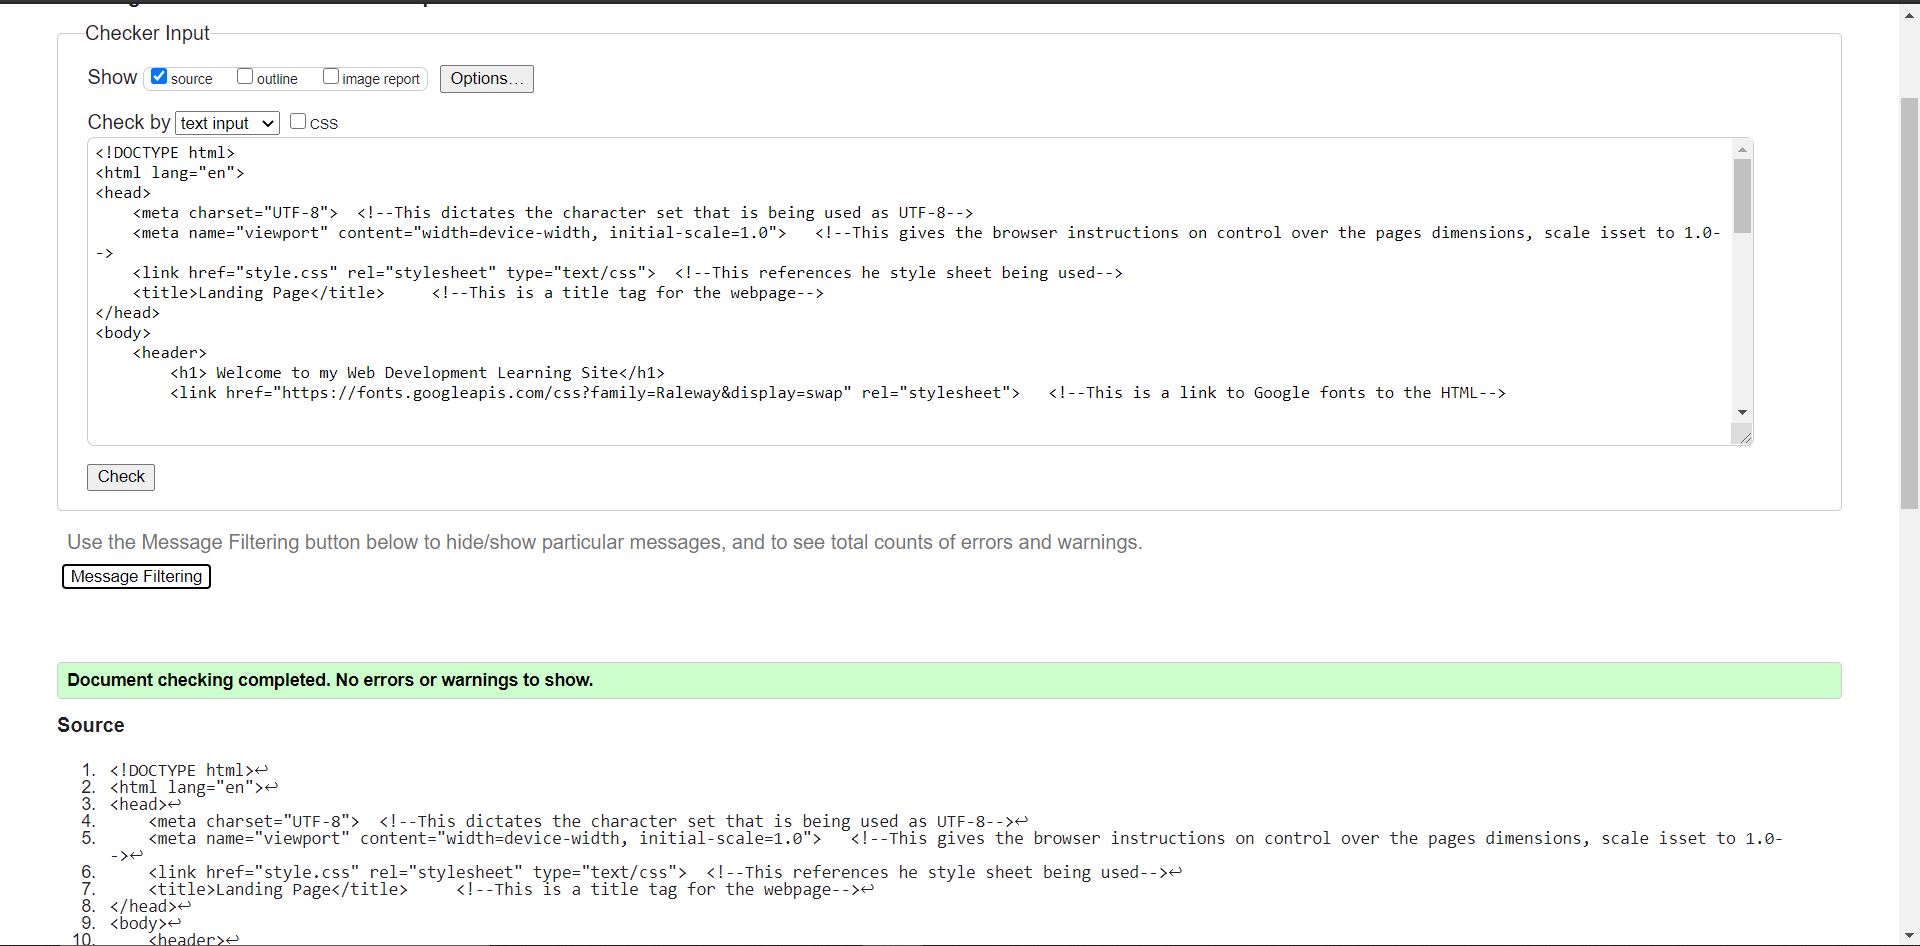 Checker Input
Show source outline image report Options...
Check by text input CSS
<!DOCTYPE html>
<html lang="en">
<head>
    <meta charset="UTF-8">  <!--This dictates the character set that is being used as UTF-8-->
    <meta name="viewport" content="width=device-width, initial-scale=1.0">   <!--This gives the browser instructions on control over the pages dimensions, scale isset to 1.0-
->
    <link href="style.css" rel="stylesheet" type="text/css">  <!--This references he style sheet being used-->
    <title>Landing Page</title>     <!--This is a title tag for the webpage-->
</head>
<body>
    <header>
        <h1> Welcome to my Web Development Learning Site</h1>
        <link href="https://fonts.googleapis.com/css?family=Raleway&display=swap" rel="stylesheet">   <!--This is a link to Google fonts to the HTML-->
Check
Use the Message Filtering button below to hide/show particular messages, and to see total counts of errors and warnings.
Message Filtering
Document checking completed. No errors or warnings to show.
Source
1. <!DOCTYPE html>↩
2. <html lang="en">↩
3. <head>↩
4.     <meta charset="UTF-8">  <!--This dictates the character set that is being used as UTF-8-->↩
5.     <meta name="viewport" content="width=device-width, initial-scale=1.0">   <!--This gives the browser instructions on control over the pages dimensions, scale isset to 1.0-
->↩
6.     <link href="style.css" rel="stylesheet" type="text/css">  <!--This references he style sheet being used-->↩
7.     <title>Landing Page</title>     <!--This is a title tag for the webpage-->↩
8. </head>↩
9. <body>↩
10.     <header>↩